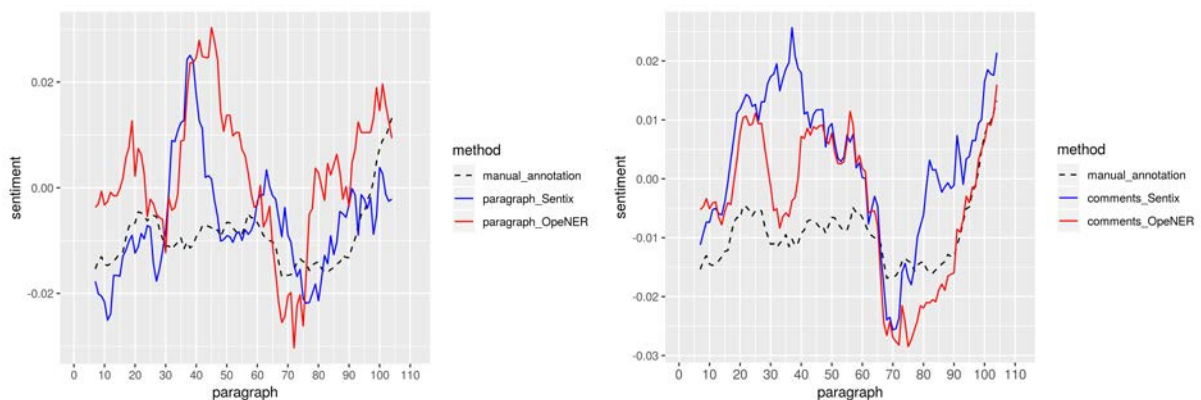 sentiment
0.02
0.00
-0.02
0 10 20 30 40 50 60 70 80 90 100 110
paragraph
method
manual_annotation
paragraph_Sentix
paragraph_OpeNER
sentiment
0.02
0.01
0.00
-0.01
-0.02
-0.03
0 10 20 30 40 50 60 70 80 90 100 110
paragraph
method
manual_annotation
comments_Sentix
comments_OpeNER